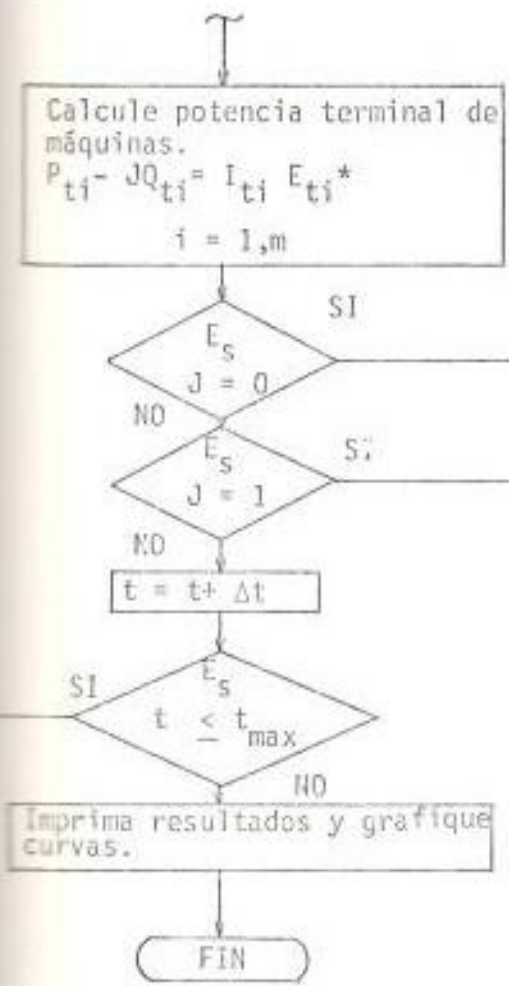 Calcule potencia terminal de
máquinas.
P_ti - JQ_ti = I_ti E_ti*
i = 1,m
SI
E_s
J = 0
NO
E_s
J = 1
NO
t = t+ Δt
SI
E_s
t ≤ t_max
NO
Imprima resultados y grafique
curvas.
FIN